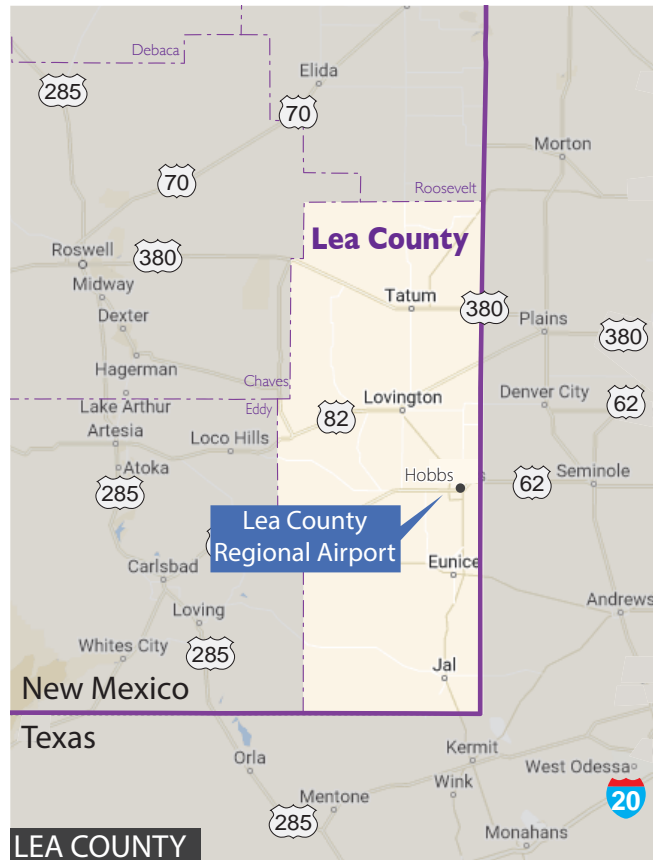 Debaca
Elida
285
70
Morton
70
Roosevelt
Lea County
Roswell
380
Midway
Tatum
380
Dexter
Plains
380
Hagerman
Chaves
Lake Arthur
Eddy
82
Lovington
Denver City
62
Artesia
Loco Hills
Atoka
Hobbs
s
62
Seminole
285
Lea County
Regional Airport
Carlsbad
Eunice
Loving
Andrews
Whites City
285
Jal
New Mexico
Texas
Orla
Kermit
West Odessa
Wink
20
Mentone
285
Monahans
LEA COUNTY